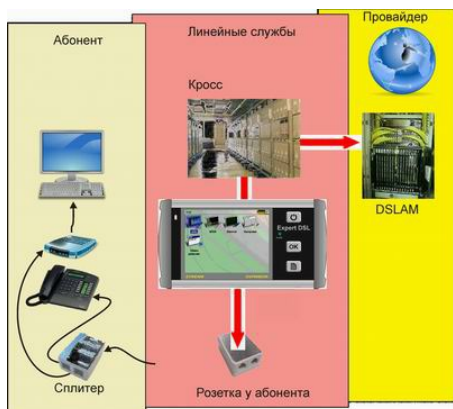 Абонент
Линейные службы
Провайдер
Кросс
DSLAM
Expert DSL
OK
Сплитер
Розетка у абонента